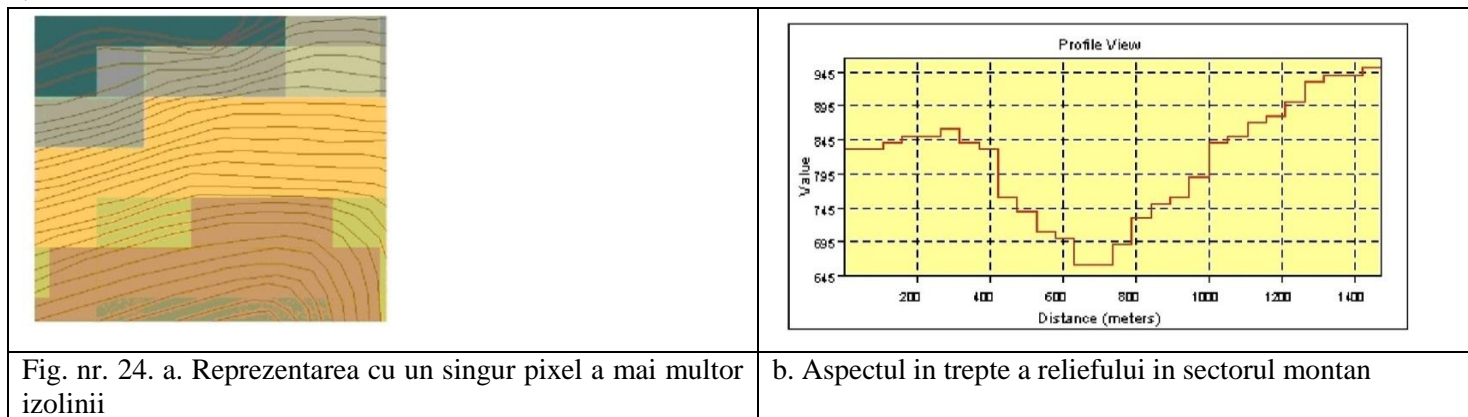 Profile View
945
895
845
795
745
695
645
Value
200 400 600 800 1000 1200 1400
Distance (meters)
Fig. nr. 24. a. Reprezentarea cu un singur pixel a mai multor
izolinii
b. Aspectul in trepte a reliefului in sectorul montan